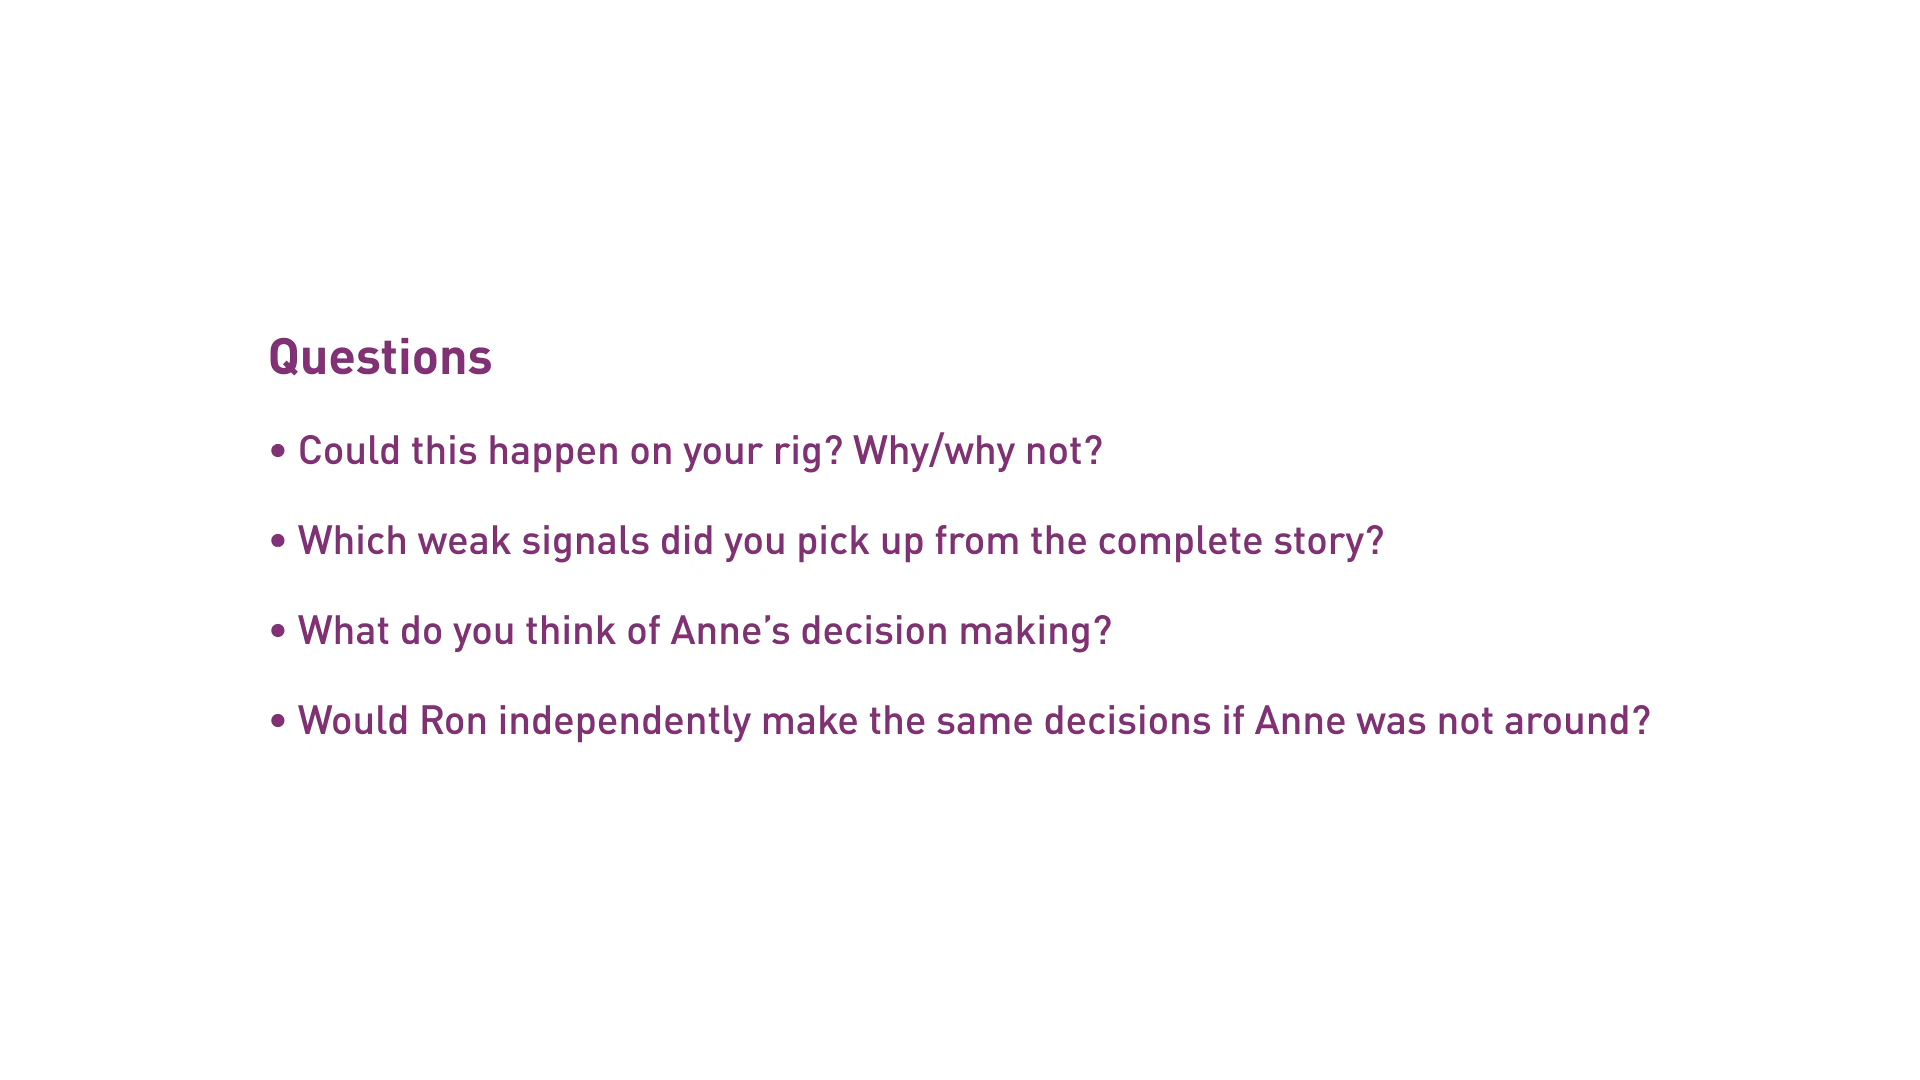 Questions
• Could this happen on your rig? Why/why not?
• Which weak signals did you pick up from the complete story?
• What do you think of Anne’s decision making?
• Would Ron independently make the same decisions if Anne was not around?